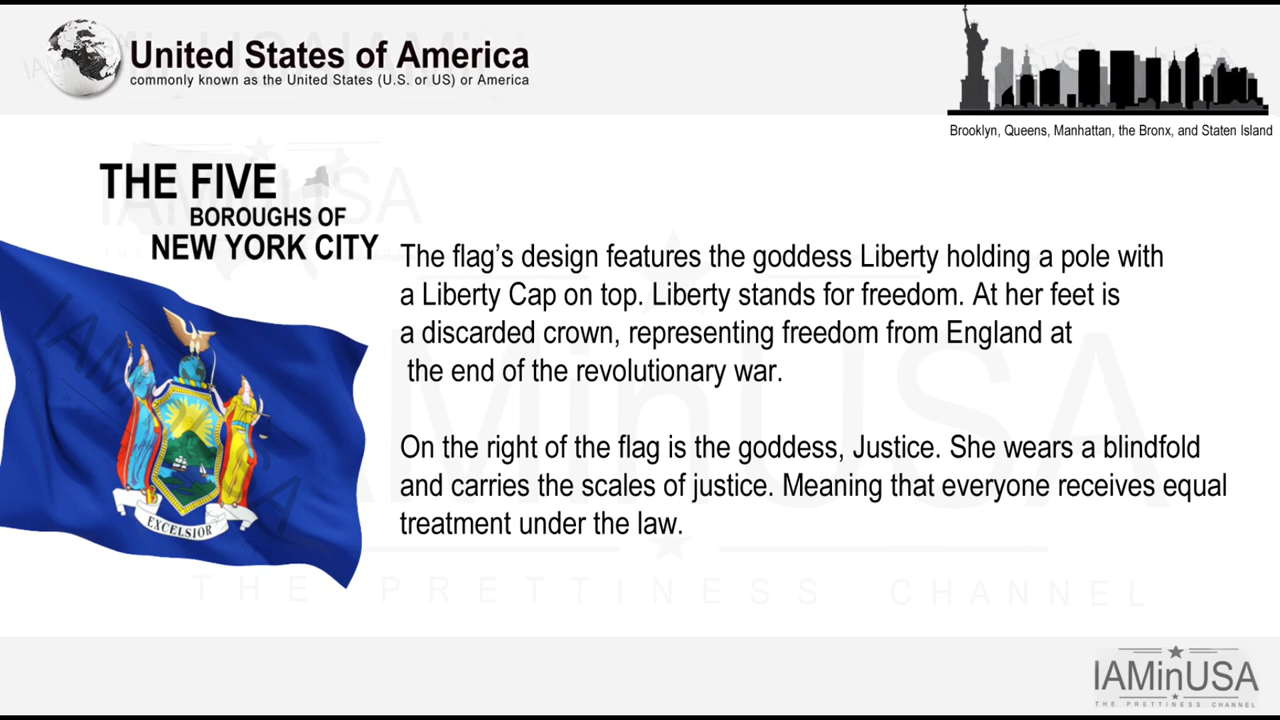 United States of America
commonly known as the United States (U.S. or US) or America
Brooklyn, Queens, Manhattan, the Bronx, and Staten Island
THE FIVE
BOROUGHS OF
NEW YORK CITY
The flag's design features the goddess Liberty holding a pole with
a Liberty Cap on top. Liberty stands for freedom. At her feet is
a discarded crown, representing freedom from England at
the end of the revolutionary war.
On the right of the flag is the goddess, Justice. She wears a blindfold
and carries the scales of justice. Meaning that everyone receives equal
treatment under the law.
EXCELSIOR
IAMinUSA
THE PRETTINESS CHANNEL
IAMinUSA
THE PRETTINESS CHANNEL